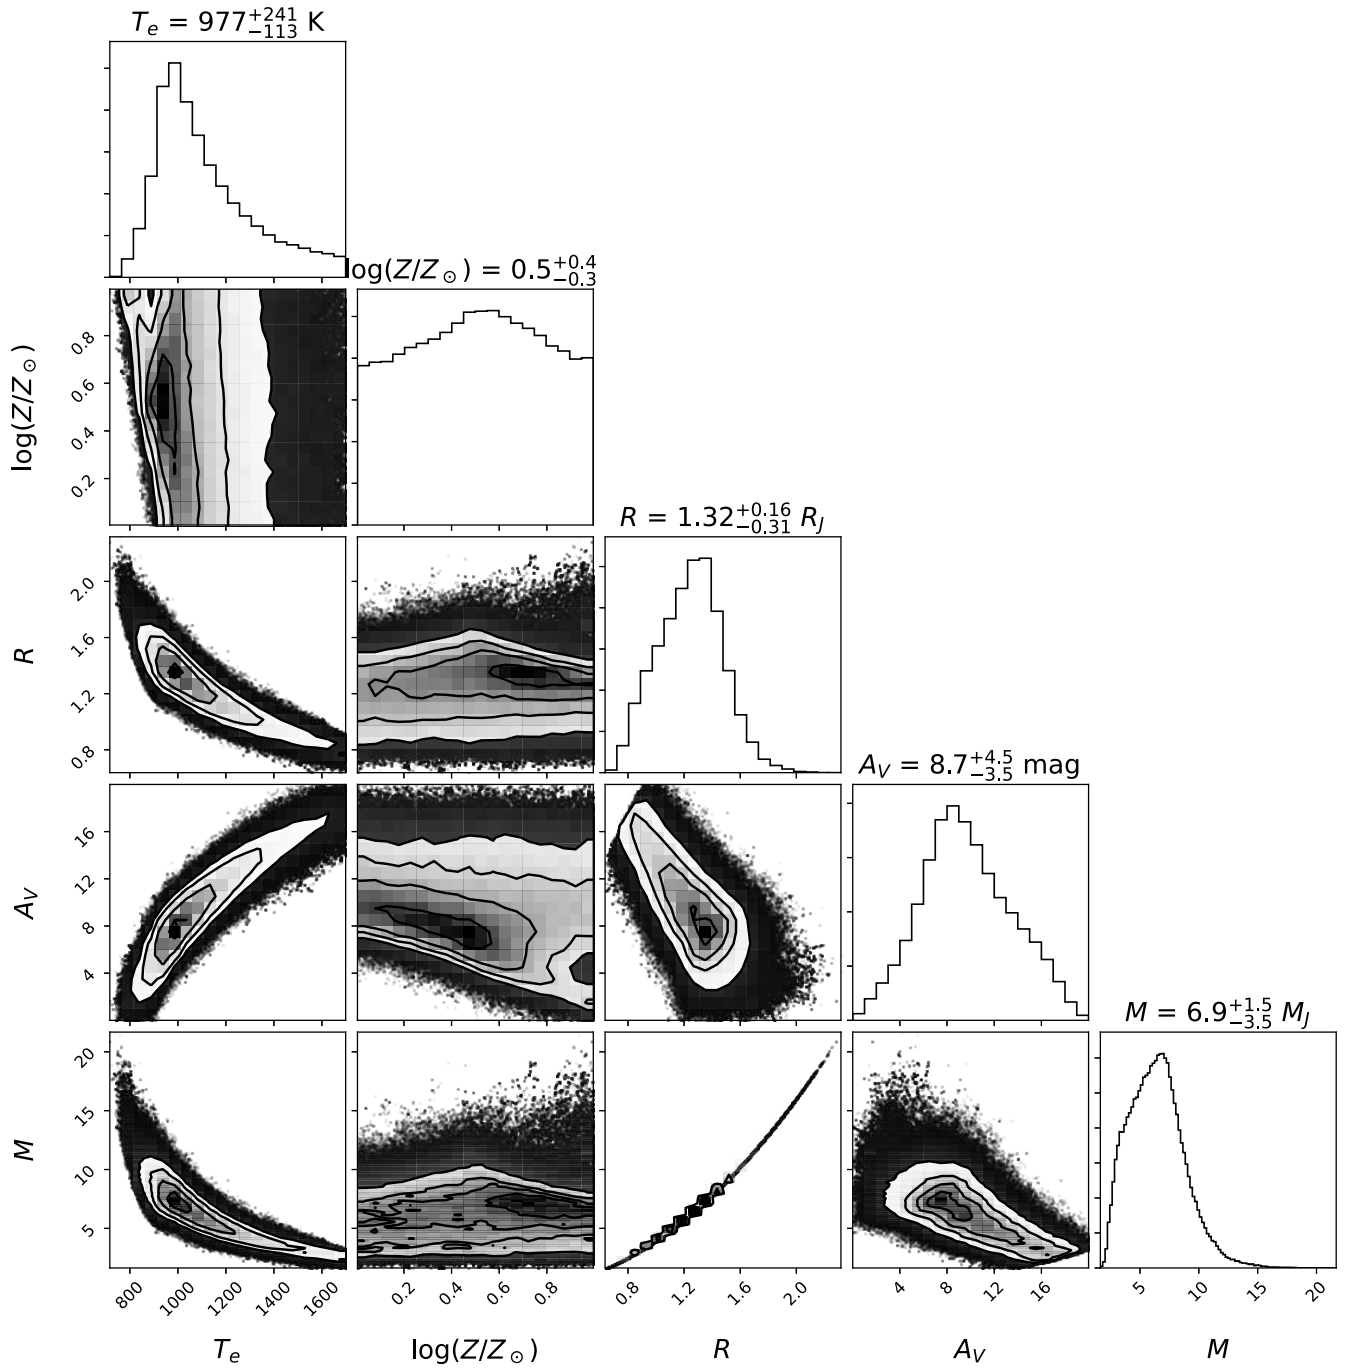 T_e = 977^{+241}_{-113} K
log(Z/Z_☉) = 0.5^{+0.4}_{-0.3}
0.8
0.6
0.4
0.2
log(Z/Z_☉)
R = 1.32^{+0.16}_{-0.31} R_J
2.0
1.6
1.2
0.8
R
A_V = 8.7^{+4.5}_{-3.5} mag
16
12
8
4
A_V
M = 6.9^{+1.5}_{-3.5} M_J
20
15
10
5
M
800 1000 1200 1400 1600
0.2 0.4 0.6 0.8
0.8 1.2 1.6 2.0
4 8 12 16
5 10 15 20
T_e log(Z/Z_☉) R A_V M